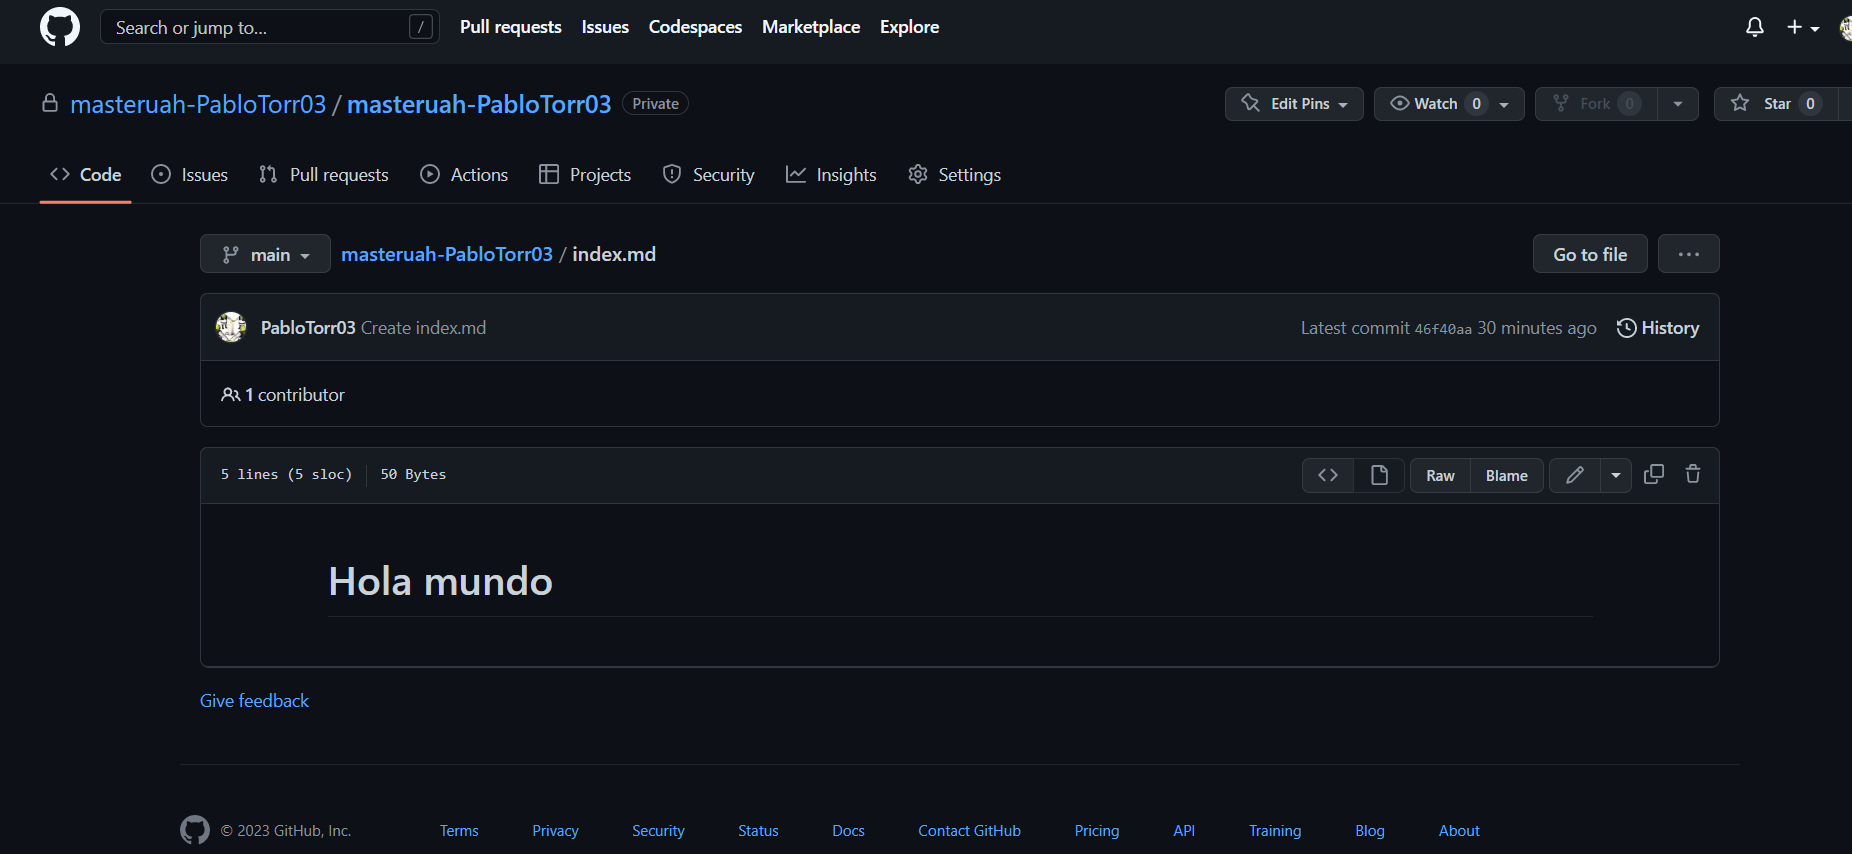 Search or jump to... / Pull requests Issues Codespaces Marketplace Explore
masteruah-PabloTorr03 / masteruah-PabloTorr03 Private Edit Pins Watch 0 Fork 0 Star 0
Code Issues Pull requests Actions Projects Security Insights Settings
main masteruah-PabloTorr03 / index.md Go to file ...
PabloTorr03 Create index.md Latest commit 46f40aa 30 minutes ago History
1 contributor
5 lines (5 sloc) 50 Bytes <> Raw Blame
Hola mundo
Give feedback
© 2023 GitHub, Inc. Terms Privacy Security Status Docs Contact GitHub Pricing API Training Blog About